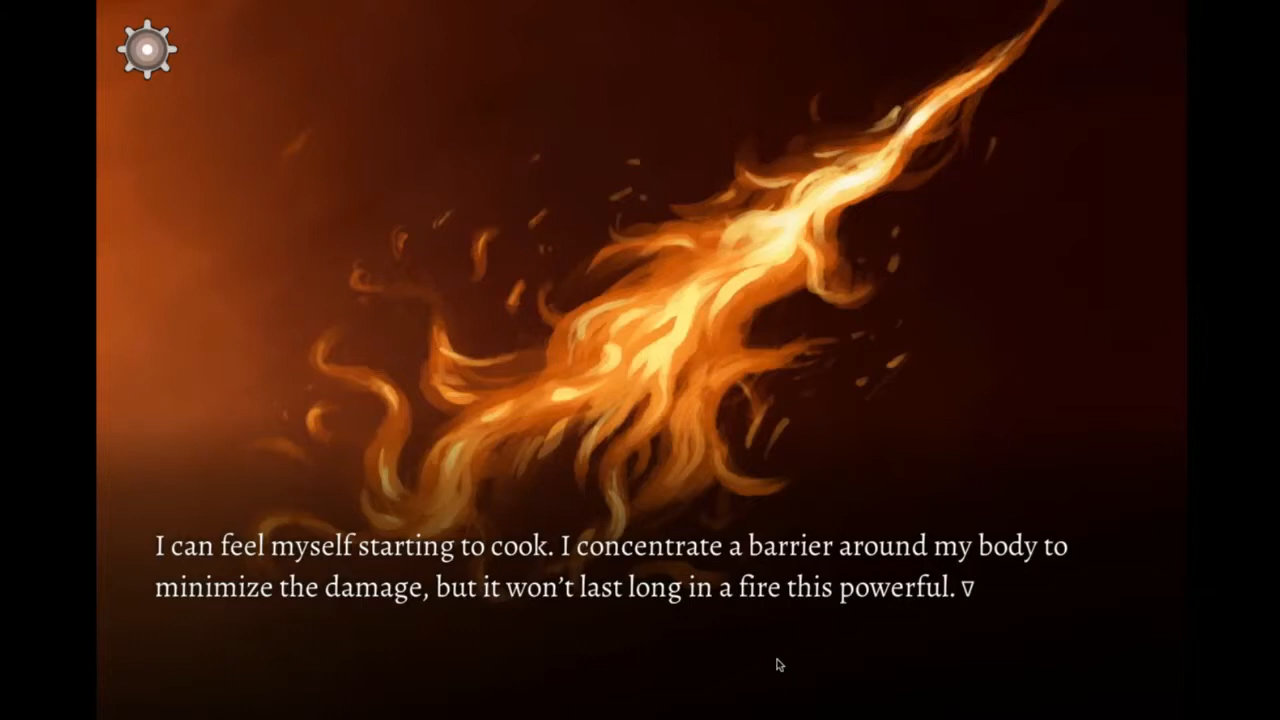 I can feel myself starting to cook. I concentrate a barrier around my body to
minimize the damage, but it won’t last long in a fire this powerful. ∇